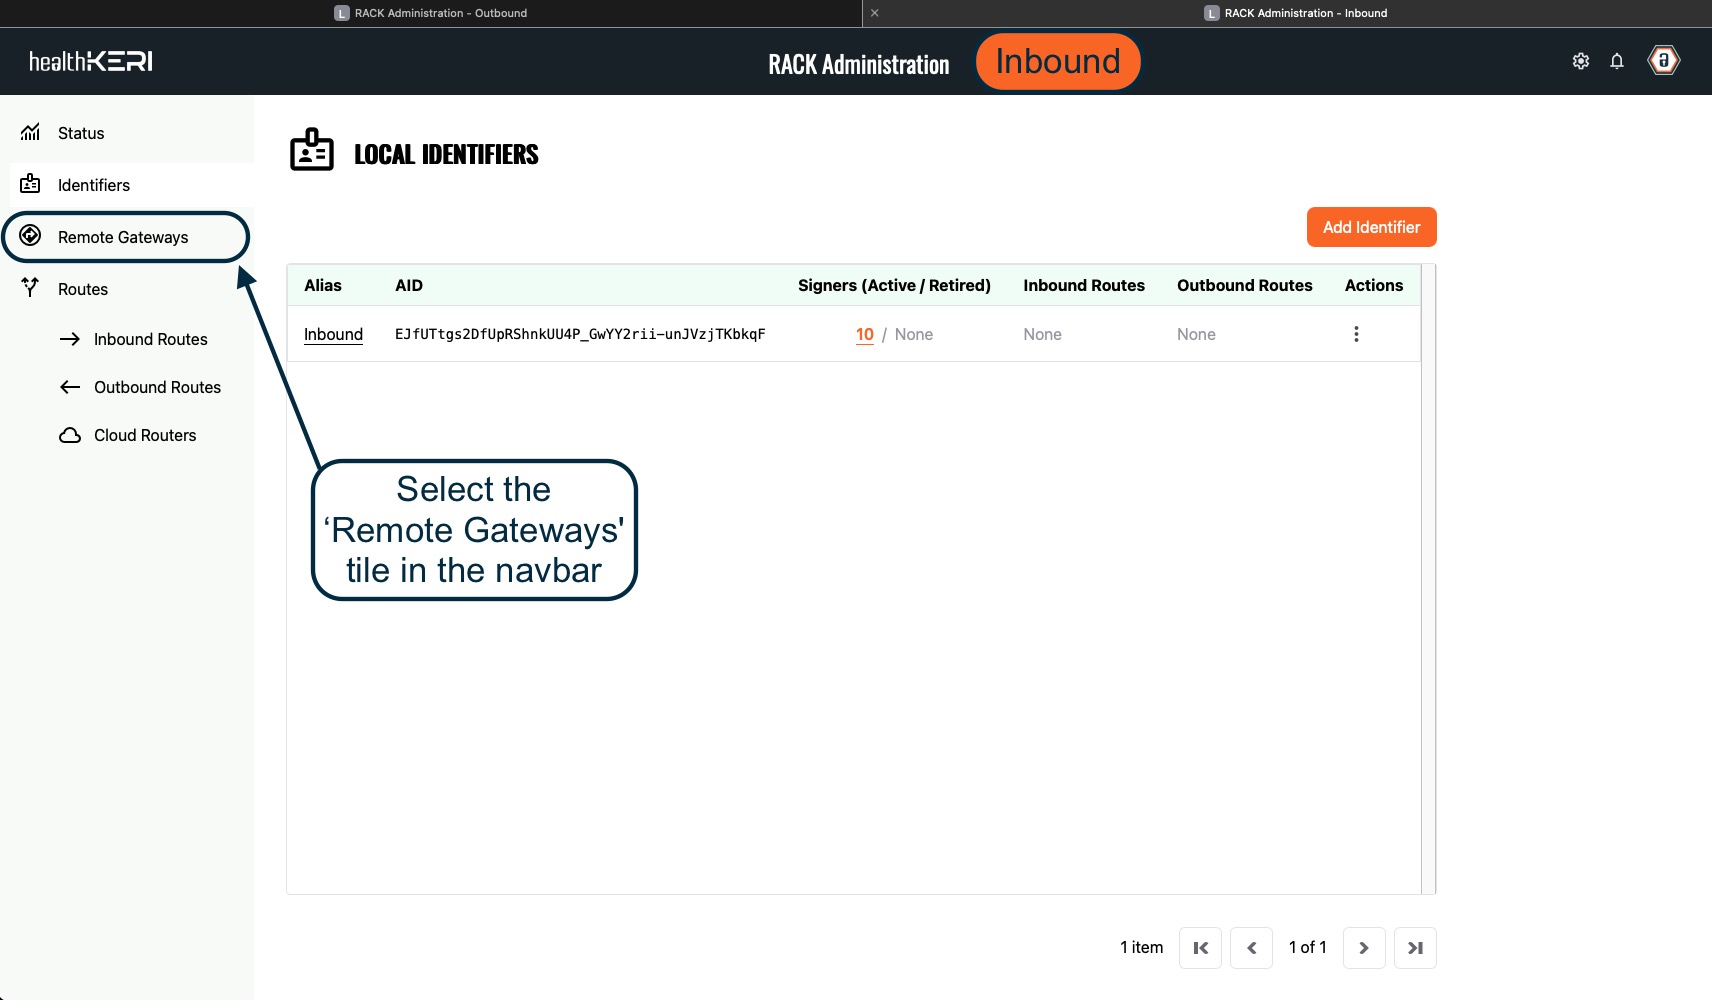 L RACK Administration - Outbound
L RACK Administration - Inbound
healthKERI
RACK Administration
Inbound
Status
Identifiers
Remote Gateways
Routes
Inbound Routes
Outbound Routes
Cloud Routers
LOCAL IDENTIFIERS
Add Identifier
Alias AID Signers (Active / Retired) Inbound Routes Outbound Routes Actions
Inbound EJfUTtgs2DfUpRShnkUU4P_GwYY2rii-unJVzjTKbkqF 10 / None None None
Select the
‘Remote Gateways'
tile in the navbar
1 item 1 of 1